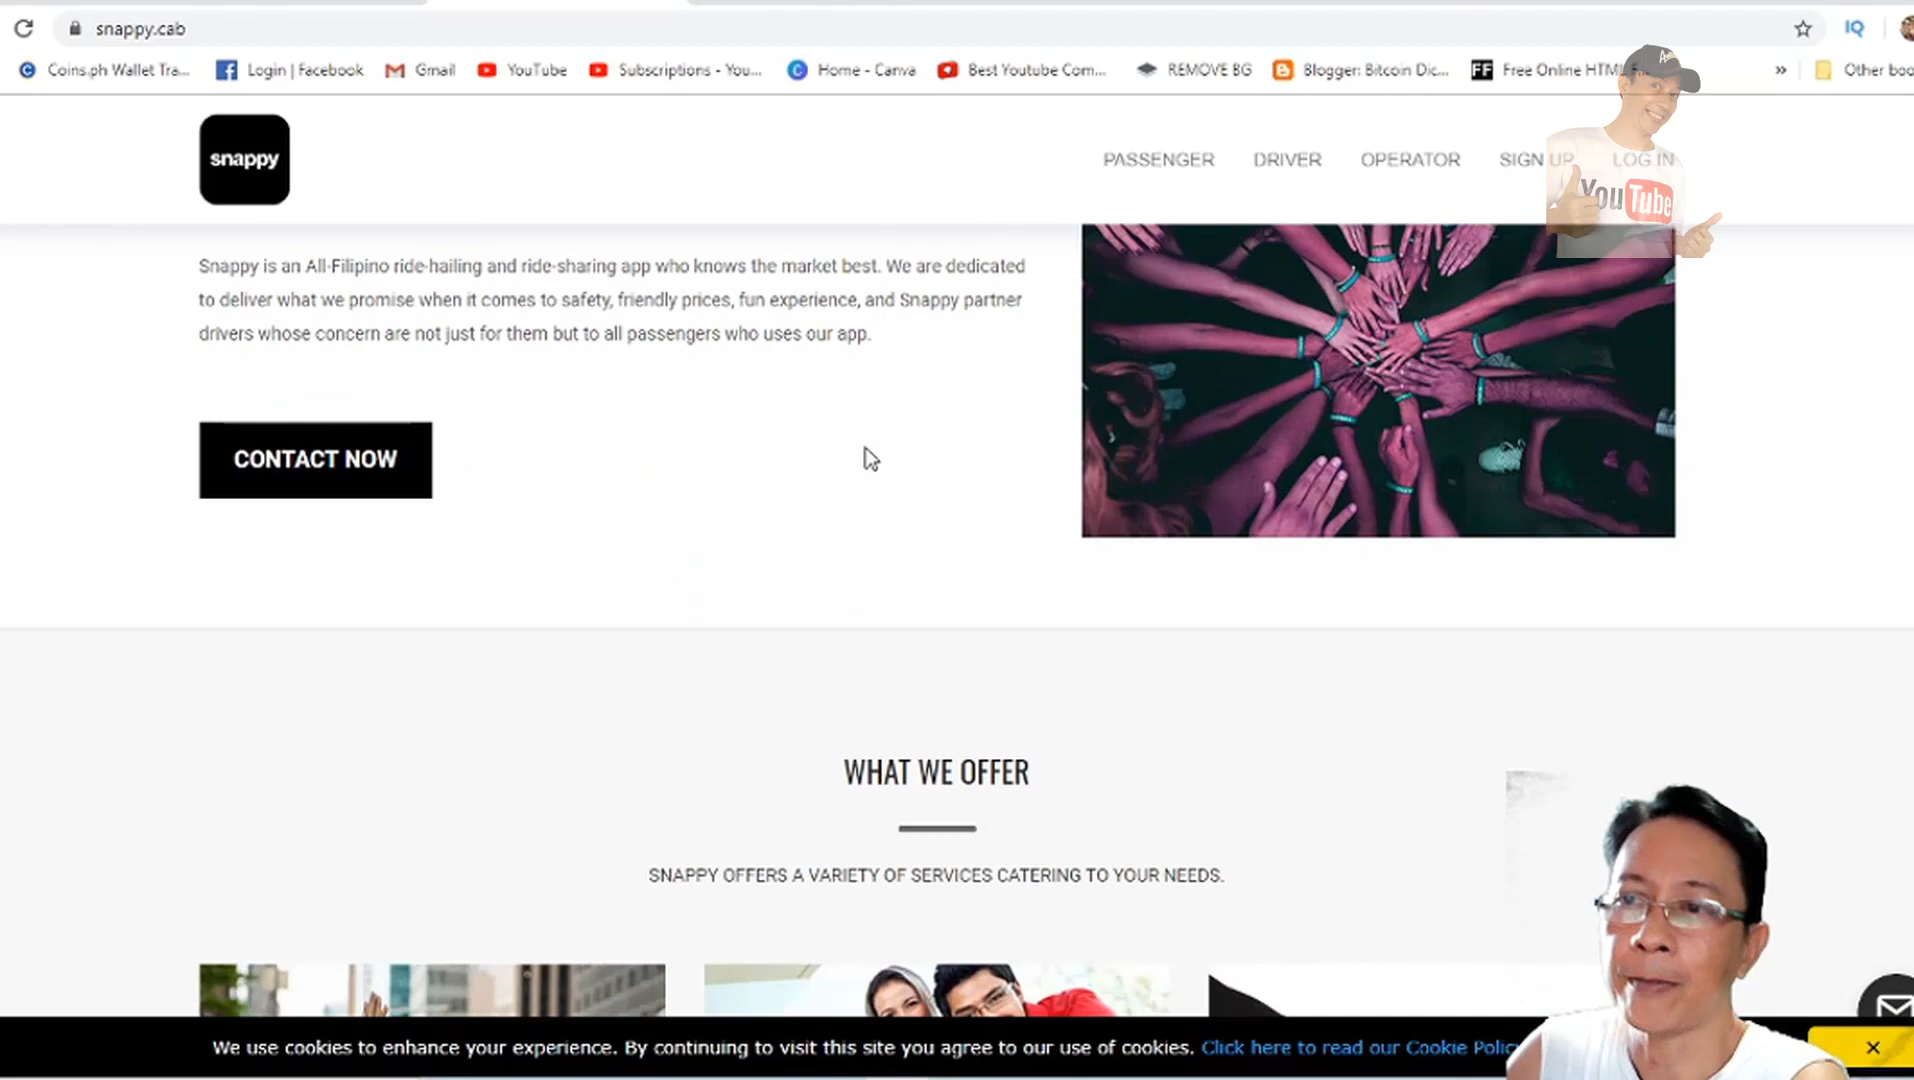 snappy.cab
Coins.ph Wallet Tra...
Login | Facebook
Gmail
YouTube
Subscriptions - You...
Home - Canva
Best Youtube Com...
REMOVE BG
Blogger: Bitcoin Dic...
FF
Free Online HTML
»
Other boo
IQ
snappy
PASSENGER
DRIVER
OPERATOR
SIGN UP
LOG IN
YouTube
Snappy is an All-Filipino ride-hailing and ride-sharing app who knows the market best. We are dedicated
to deliver what we promise when it comes to safety, friendly prices, fun experience, and Snappy partner
drivers whose concern are not just for them but to all passengers who uses our app.
CONTACT NOW
WHAT WE OFFER
SNAPPY OFFERS A VARIETY OF SERVICES CATERING TO YOUR NEEDS.
We use cookies to enhance your experience. By continuing to visit this site you agree to our use of cookies. Click here to read our Cookie Policy